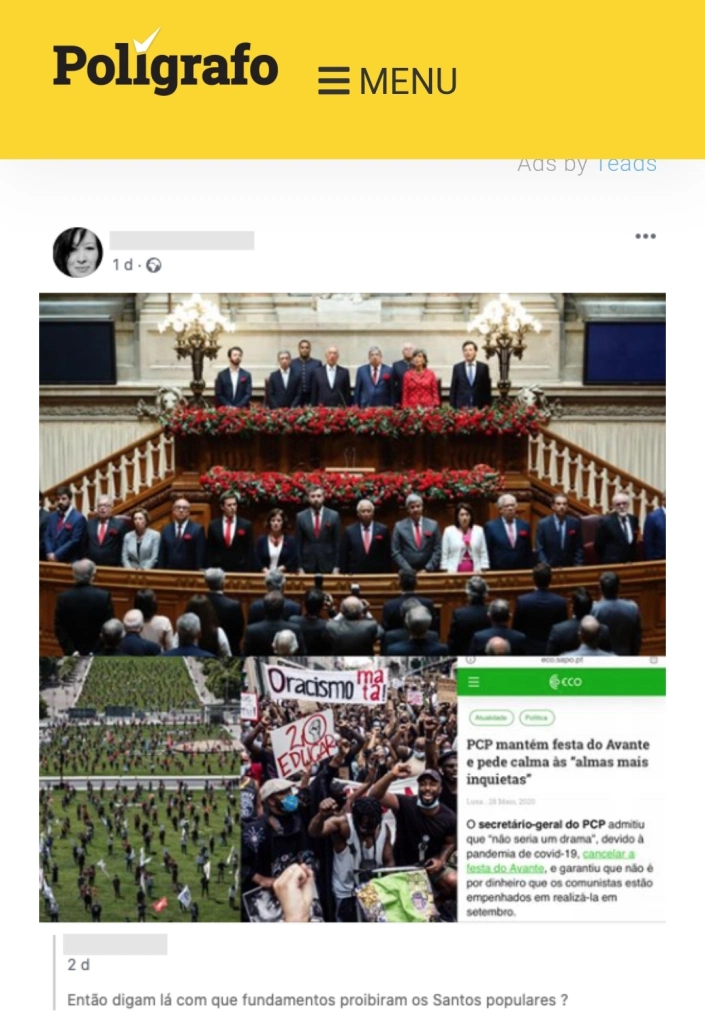 Polígrafo
MENU
Ads by Teads
1 d ·
O racismo mata!
20
EDUCAR
eco.sapo.pt
ECO
Atualidade
Política
PCP mantém festa do Avante
e pede calma às "almas mais
inquietas"
Lusa . 28 Maio, 2020
O secretário-geral do PCP admitiu
que "não seria um drama", devido à
pandemia de covid-19, cancelar a
festa do Avante, e garantiu que não é
por dinheiro que os comunistas estão
empenhados em realizá-la em
setembro.
2 d
Então digam lá com que fundamentos proibiram os Santos populares ?